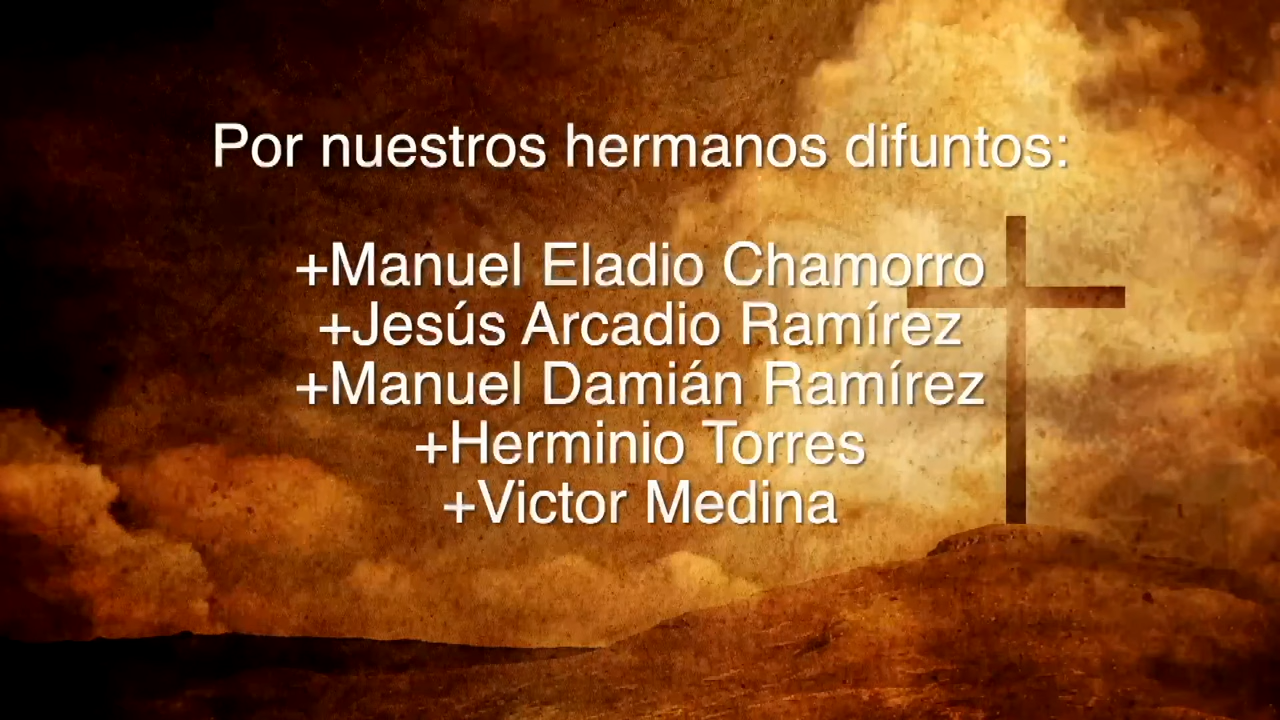 Por nuestros hermanos difuntos:
+Manuel Eladio Chamorro
+Jesús Arcadio Ramírez
+Manuel Damián Ramírez
+Herminio Torres
+Victor Medina